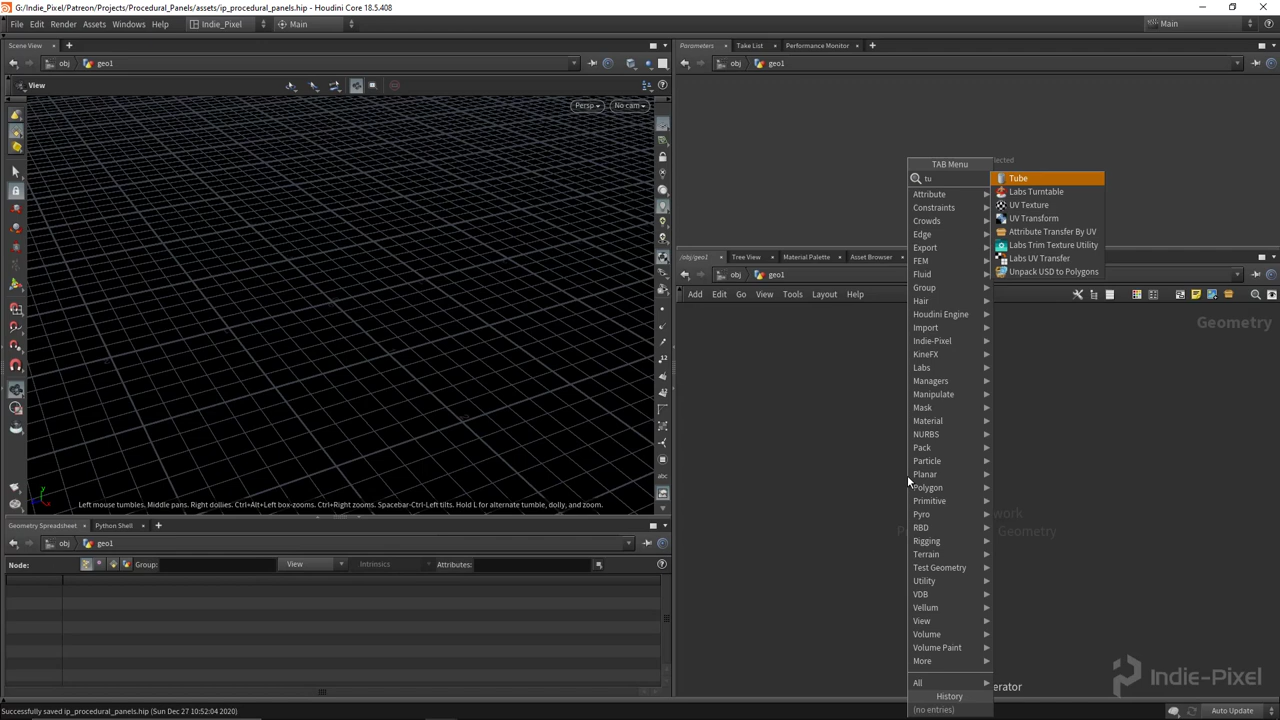 G:/Indie_Pixel/Patreon/Projects/Procedural_Panels/assets/ip_procedural_panels.hip - Houdini Core 18.5.408
File Edit Render Assets Windows Help Indie_Pixel Main Main
Scene View
obj geo1
View
Persp No cam
Left mouse tumbles. Middle pans. Right dollies. Ctrl+Alt+Left box-zooms. Ctrl+Right zooms. Spacebar-Ctrl-Left tilts. Hold L for alternate tumble, dolly, and zoom.
Geometry Spreadsheet Python Shell
obj geo1
Node: Group: View Intrinsics Attributes:
Parameters Take List Performance Monitor
obj geo1
lected
/obj/geo1 Tree View Material Palette Asset Browser
obj geo1
Add Edit Go View Tools Layout Help
Geometry
TAB Menu
tu
Attribute
Constraints
Crowds
Edge
Export
FEM
Fluid
Group
Hair
Houdini Engine
Import
Indie-Pixel
KineFX
Labs
Managers
Manipulate
Mask
Material
NURBS
Pack
Particle
Planar
Polygon
Primitive
Pyro
RBD
Rigging
Terrain
Test Geometry
Utility
VDB
Vellum
View
Volume
Volume Paint
More
All
History
(no entries)
Tube
Labs Turntable
UV Texture
UV Transform
Attribute Transfer By UV
Labs Trim Texture Utility
Labs UV Transfer
Unpack USD to Polygons
Geometry
erator
Indie-Pixel
Successfully saved ip_procedural_panels.hip (Sun Dec 27 10:52:04 2020)
Auto Update